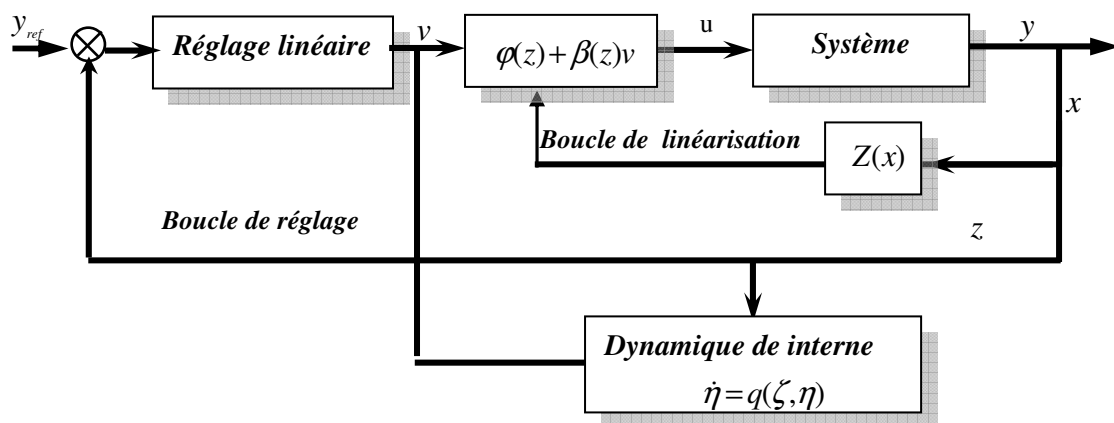 y_ref
Réglage linéaire
v
φ(z)+β(z)v
u
Système
y
x
Boucle de linéarisation
Z(x)
Boucle de réglage
z
Dynamique de interne
η̇=q(ζ,η)